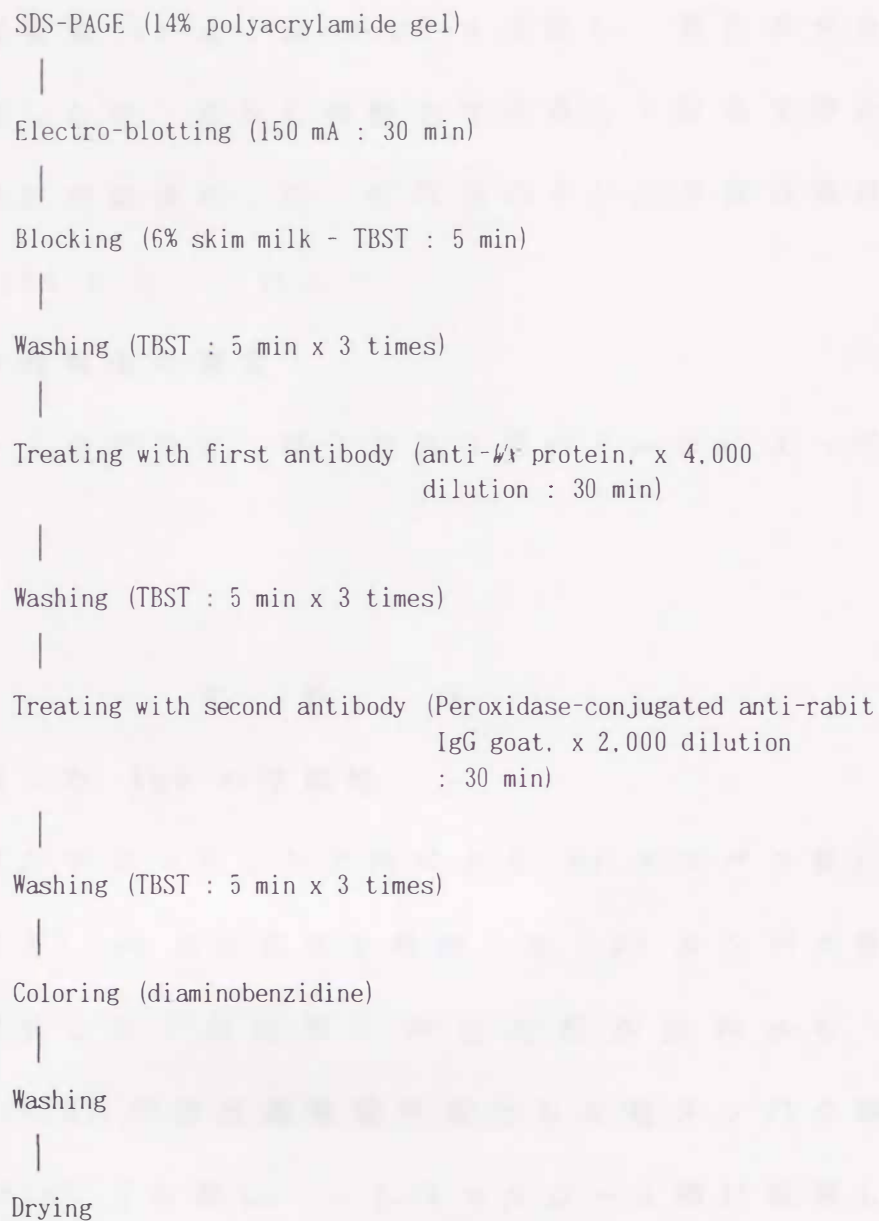 SDS-PAGE (14% polyacrylamide gel)
Electro-blotting (150 mA : 30 min)
Blocking (6% skim milk - TBST : 5 min)
Washing (TBST : 5 min x 3 times)
Treating with first antibody (anti-Wx protein, x 4,000
dilution : 30 min)
Washing (TBST : 5 min x 3 times)
Treating with second antibody (Peroxidase-conjugated anti-rabit
IgG goat, x 2,000 dilution
: 30 min)
Washing (TBST : 5 min x 3 times)
Coloring (diaminobenzidine)
Washing
Drying